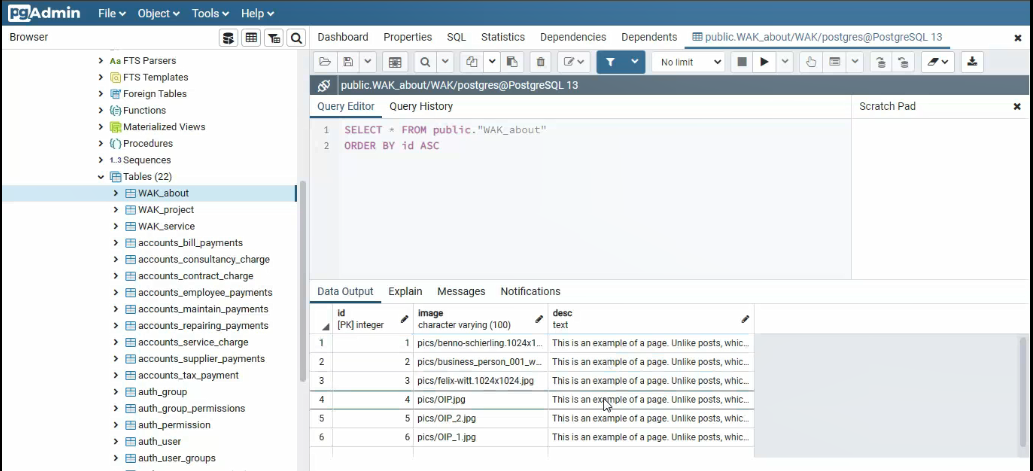 pgAdmin File Object Tools Help
Browser
Dashboard Properties SQL Statistics Dependencies Dependents public.WAK_about/WAK/postgres@PostgreSQL 13
No limit
public.WAK_about/WAK/postgres@PostgreSQL 13
Query Editor Query History
Scratch Pad
1 SELECT * FROM public."WAK_about"
2 ORDER BY id ASC
Aa FTS Parsers
FTS Templates
Foreign Tables
Functions
Materialized Views
Procedures
1..3 Sequences
Tables (22)
WAK_about
WAK_project
WAK_service
accounts_bill_payments
accounts_consultancy_charge
accounts_contract_charge
accounts_employee_payments
accounts_maintain_payments
accounts_repairing_payments
accounts_service_charge
accounts_supplier_payments
accounts_tax_payment
auth_group
auth_group_permissions
auth_permission
auth_user
auth_user_groups
Data Output Explain Messages Notifications
id image desc
[PK] integer character varying (100) text
1 1 pics/benno-schierling.1024x1... This is an example of a page. Unlike posts, whic...
2 2 pics/business_person_001_w... This is an example of a page. Unlike posts, whic...
3 3 pics/felix-witt.1024x1024.jpg This is an example of a page. Unlike posts, whic...
4 4 pics/OIP.jpg This is an example of a page. Unlike posts, whic...
5 5 pics/OIP_2.jpg This is an example of a page. Unlike posts, whic...
6 6 pics/OIP_1.jpg This is an example of a page. Unlike posts, whic...